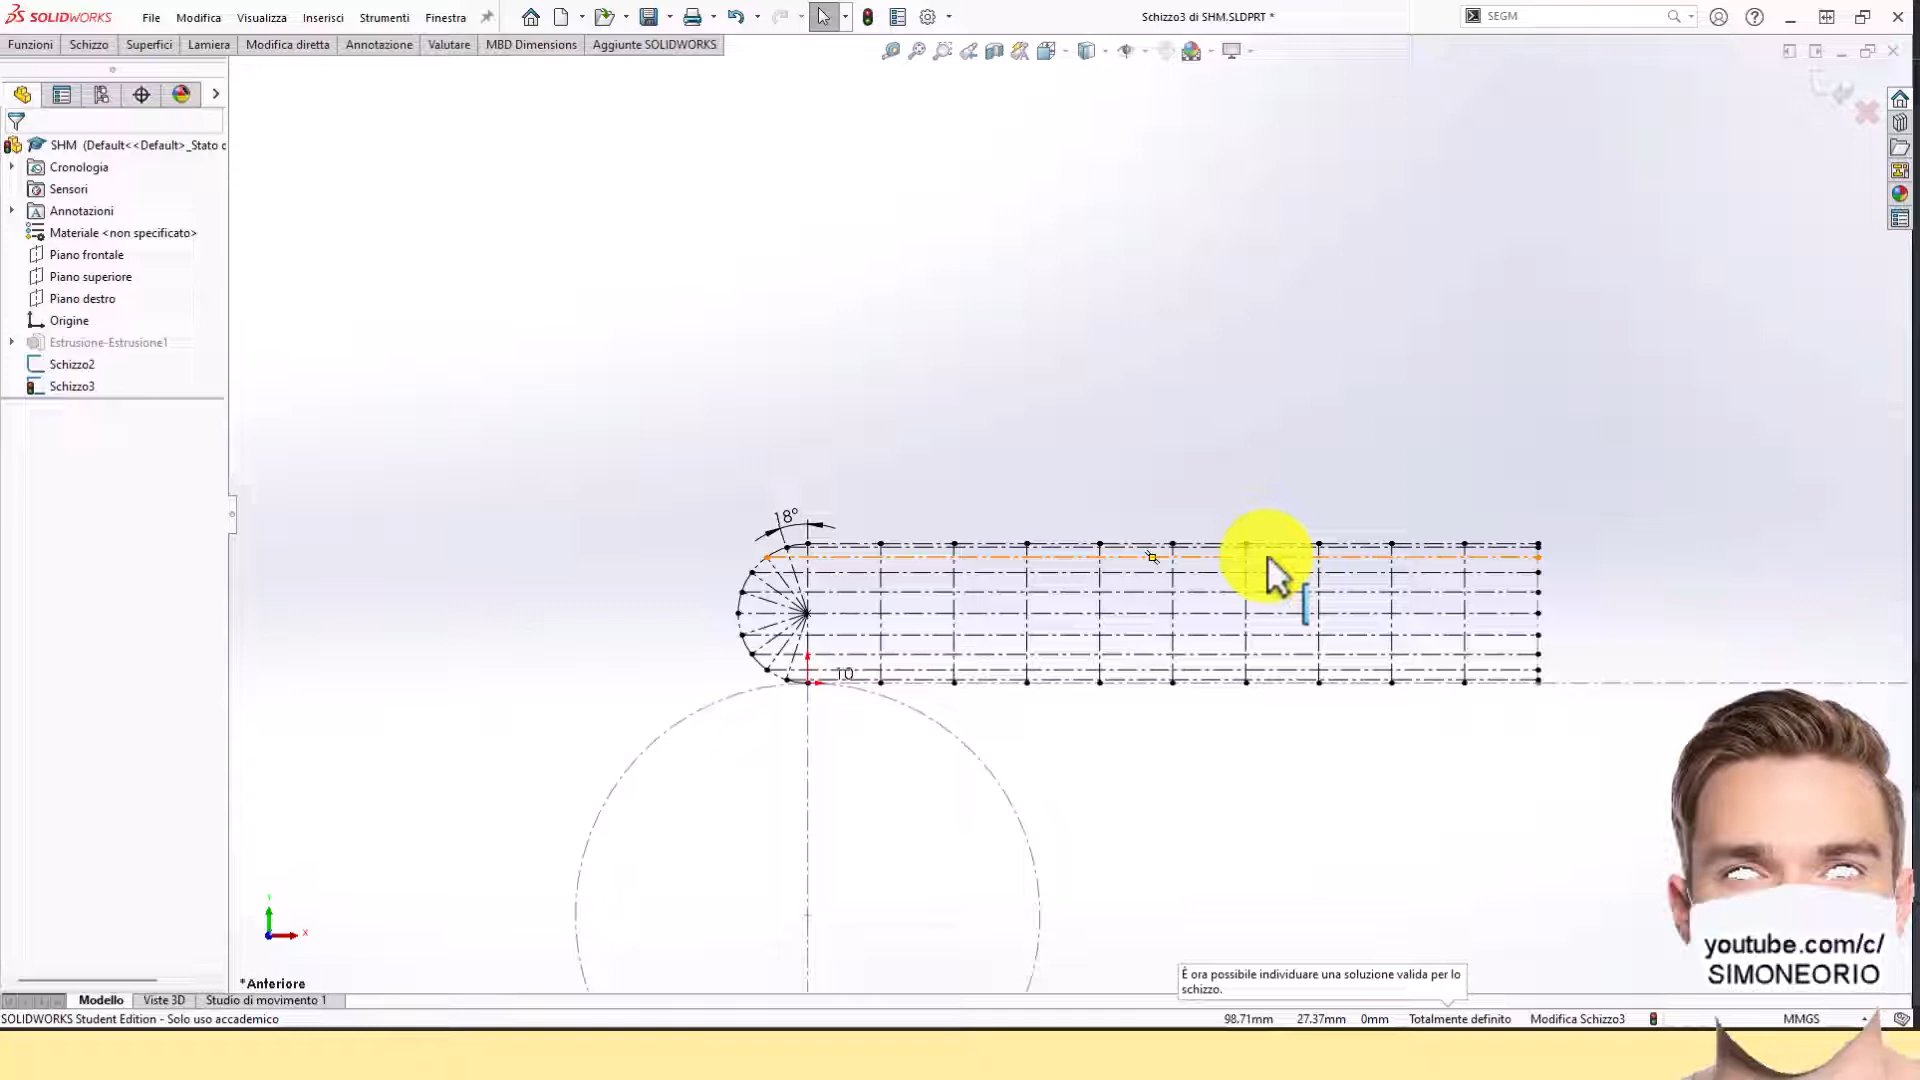 SOLIDWORKS File Modifica Visualizza Inserisci Strumenti Finestra
Schizzo3 di SHM.SLDPRT *
SEGM
Funzioni Schizzo Superfici Lamiera Modifica diretta Annotazione Valutare MBD Dimensions Aggiunte SOLIDWORKS
SHM (Default<<Default>_Stato c
Cronologia
Sensori
Annotazioni
Materiale <non specificato>
Piano frontale
Piano superiore
Piano destro
Origine
Estrusione-Estrusione1
Schizzo2
Schizzo3
18°
10
x
*Anteriore
youtube.com/c/
SIMONEORIO
È ora possibile individuare una soluzione valida per lo
schizzo.
Modello Viste 3D Studio di movimento 1
SOLIDWORKS Student Edition - Solo uso accademico
98.71mm 27.37mm 0mm Totalmente definito Modifica Schizzo3 MMGS